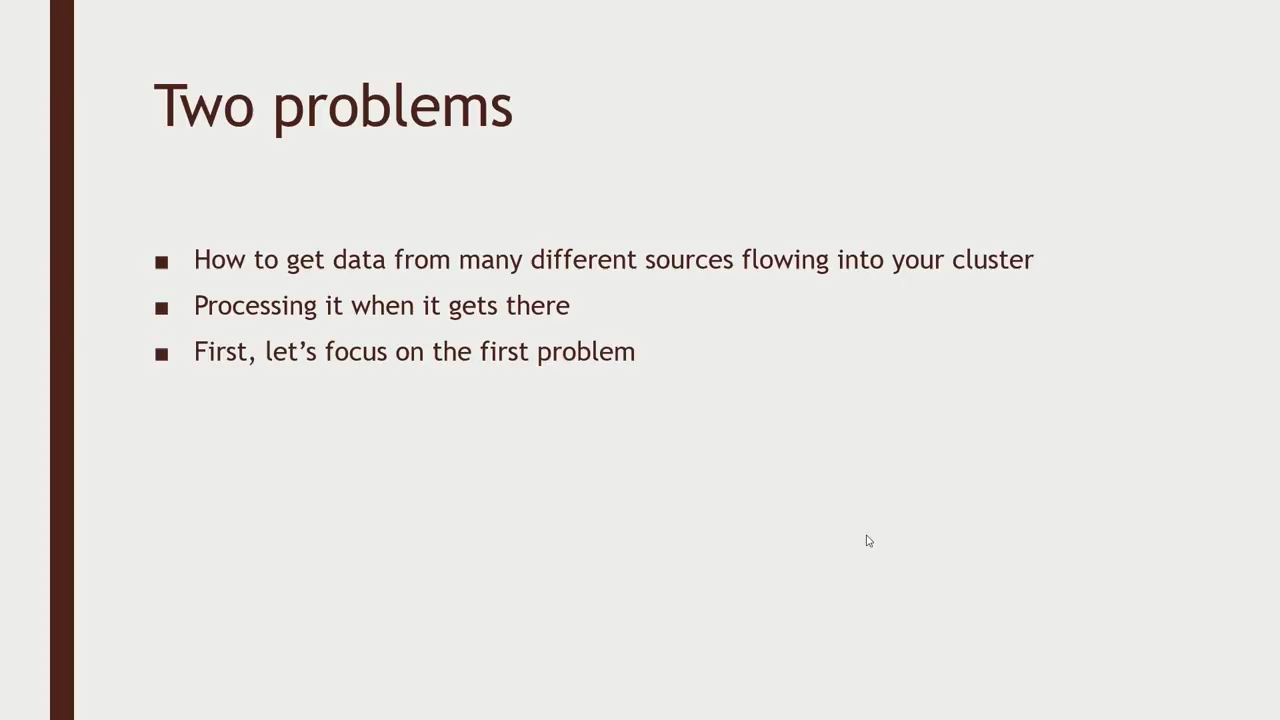 Two problems
■ How to get data from many different sources flowing into your cluster
■ Processing it when it gets there
■ First, let’s focus on the first problem